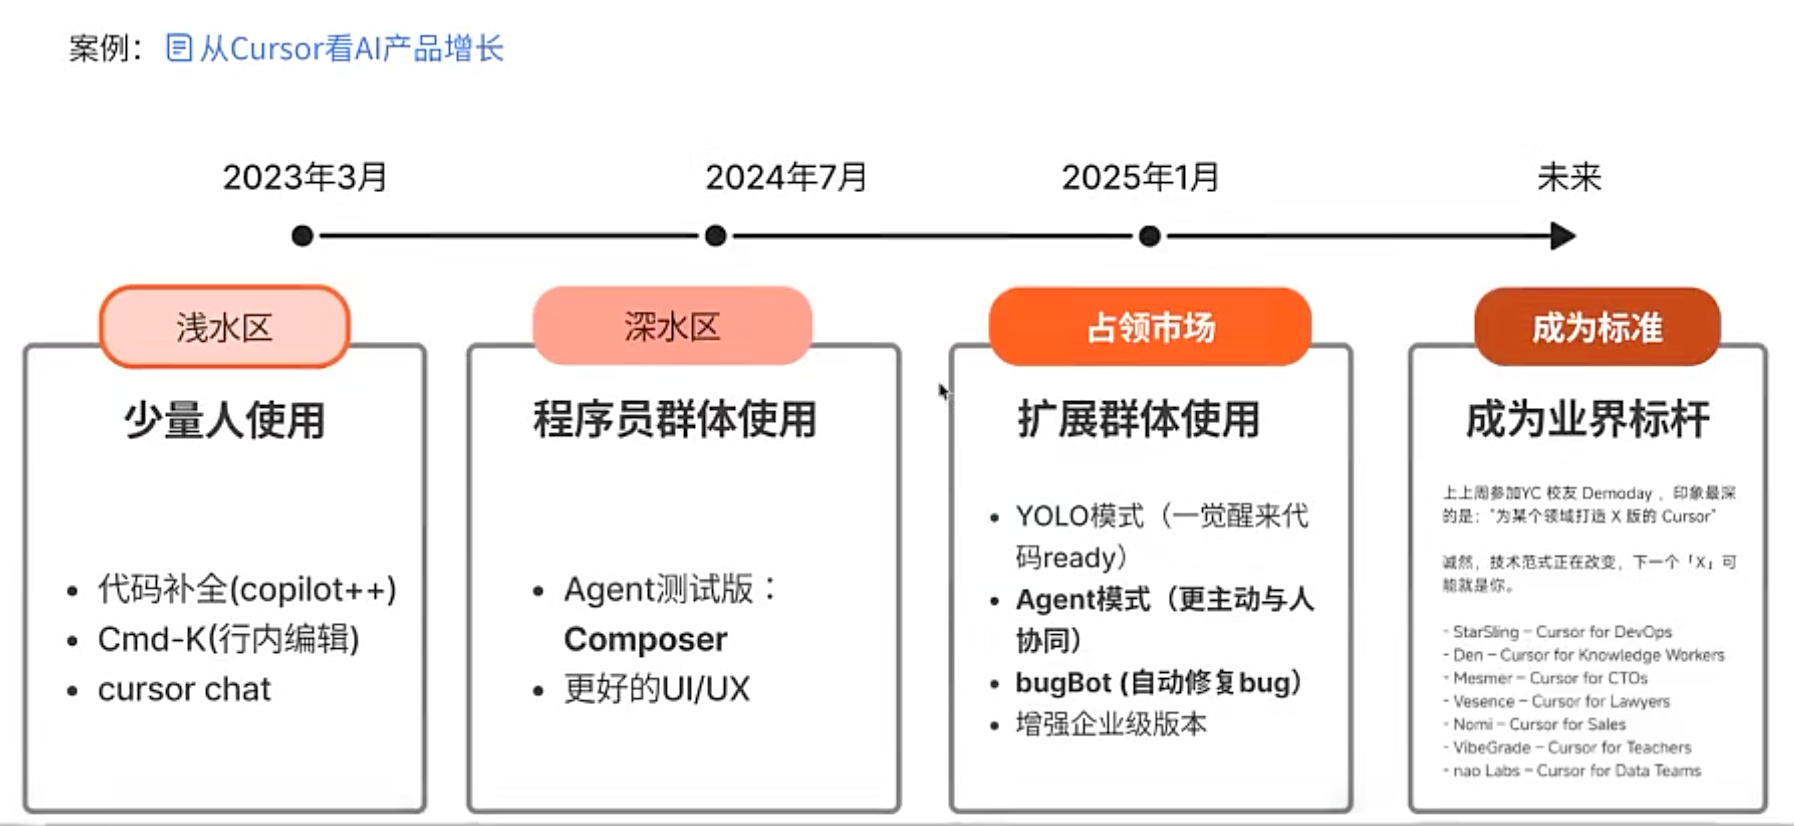 案例： 从Cursor看AI产品增长
2023年3月
2024年7月
2025年1月
未来
浅水区
少量人使用
• 代码补全(copilot++)
• Cmd-K(行内编辑)
• cursor chat
深水区
程序员群体使用
• Agent测试版：
Composer
• 更好的UI/UX
占领市场
扩展群体使用
• YOLO模式（一觉醒来代
码ready）
• Agent模式（更主动与人
协同）
• bugBot (自动修复bug）
• 增强企业级版本
成为标准
成为业界标杆
上上周参加YC 校友 Demoday ，印象最深
的是：“为某个领域打造 X 版的 Cursor”
诚然，技术范式正在改变，下一个「X」可
能就是你。
- StarSling – Cursor for DevOps
- Den – Cursor for Knowledge Workers
- Mesmer – Cursor for CTOs
- Vesence – Cursor for Lawyers
- Nomi – Cursor for Sales
- VibeGrade – Cursor for Teachers
- nao Labs – Cursor for Data Teams